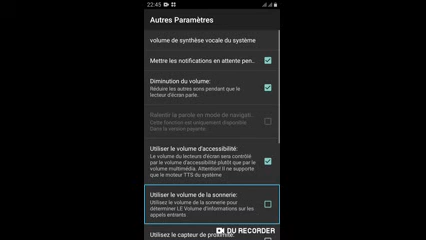 22:45
Autres Paramètres
volume de synthèse vocale du système
Mettre les notifications en attente pen..
Diminution du volume:
Réduire les autres sons pendant que le
lecteur d'écran parle.
Ralentir la parole en mode de navigati..
Cette fonction est uniquement disponible
Dans la version payante.
Utiliser le volume d'accessibilité:
Le volume du lecteurs d'écran sera contrôlé
par le volume d'accessibilité plutôt que par le
volume multimédia. Attention! Il ne supporte
que le moteur TTS du système
Utiliser le volume de la sonnerie:
Utilisez le volume de la sonnerie pour
déterminer LE Volume d'informations sur les
appels entrants
Utilisez le capteur de proximité:
DU RECORDER